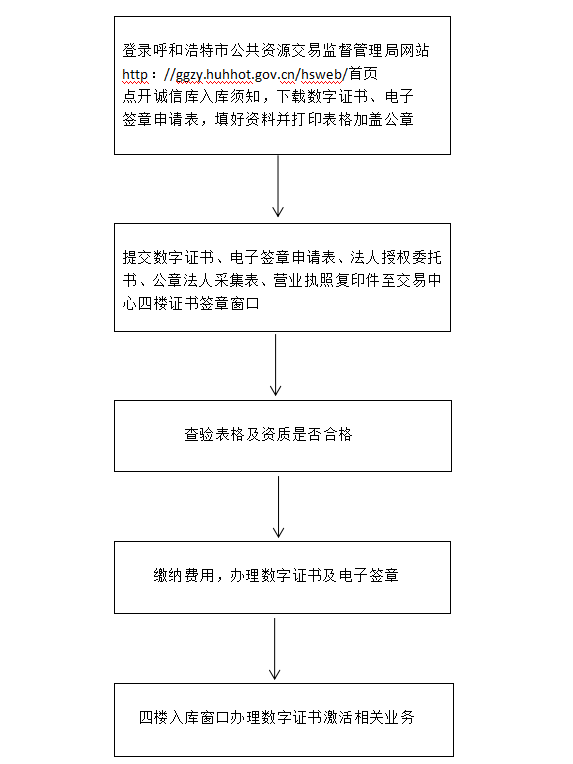 登录呼和浩特市公共资源交易监督管理局网站
http：//ggzy.huhhot.gov.cn/hsweb/首页
点开诚信库入库须知，下载数字证书、电子
签章申请表，填好资料并打印表格加盖公章
提交数字证书、电子签章申请表、法人授权委托
书、公章法人采集表、营业执照复印件至交易中
心四楼证书签章窗口
查验表格及资质是否合格
缴纳费用，办理数字证书及电子签章
四楼入库窗口办理数字证书激活相关业务